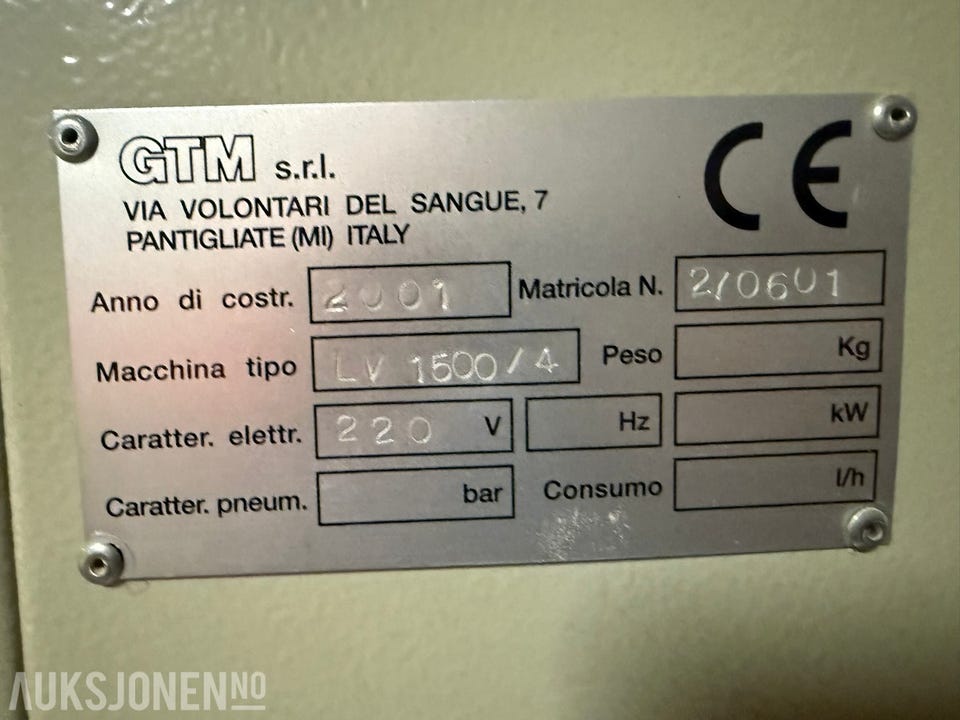 GTM s.r.l.
CE
VIA VOLONTARI DEL SANGUE, 7
PANTIGLIATE (MI) ITALY
Anno di costr. 2001 Matricola N. 2/0601
Macchina tipo LV 1500/4 Peso Kg
Caratter. elettr. 220 V Hz kW
Caratter. pneum. bar Consumo l/h
AUKSJONEN.NO